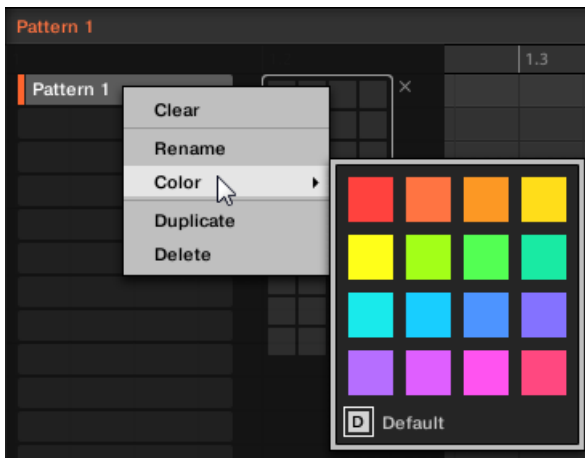 Pattern 1
1.3
Pattern 1
×
Clear
Rename
Color
Duplicate
Delete
D Default